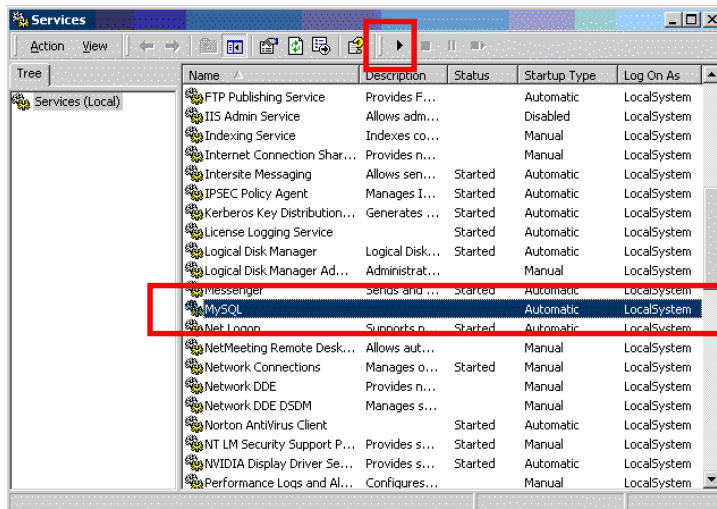 Services
Action View
Tree
Name Description Status Startup Type Log On As
Services (Local)
FTP Publishing Service Provides F... Automatic LocalSystem
IIS Admin Service Allows adm... Disabled LocalSystem
Indexing Service Indexes co... Manual LocalSystem
Internet Connection Shar... Provides n... Manual LocalSystem
Intersite Messaging Allows sen... Started Automatic LocalSystem
IPSEC Policy Agent Manages I... Started Automatic LocalSystem
Kerberos Key Distribution... Generates ... Started Automatic LocalSystem
License Logging Service Started Automatic LocalSystem
Logical Disk Manager Logical Disk... Started Automatic LocalSystem
Logical Disk Manager Ad... Administrat... Manual LocalSystem
Messenger Sends and ... Started Automatic LocalSystem
MySQL Automatic LocalSystem
Net Logon Supports p... Started Automatic LocalSystem
NetMeeting Remote Desk... Allows aut... Manual LocalSystem
Network Connections Manages o... Started Manual LocalSystem
Network DDE Provides n... Manual LocalSystem
Network DDE DSDM Manages s... Manual LocalSystem
Norton AntiVirus Client Started Automatic LocalSystem
NT LM Security Support P... Provides s... Started Manual LocalSystem
NVIDIA Display Driver Se... Provides s... Started Automatic LocalSystem
Performance Logs and Al... Configures... Manual LocalSystem